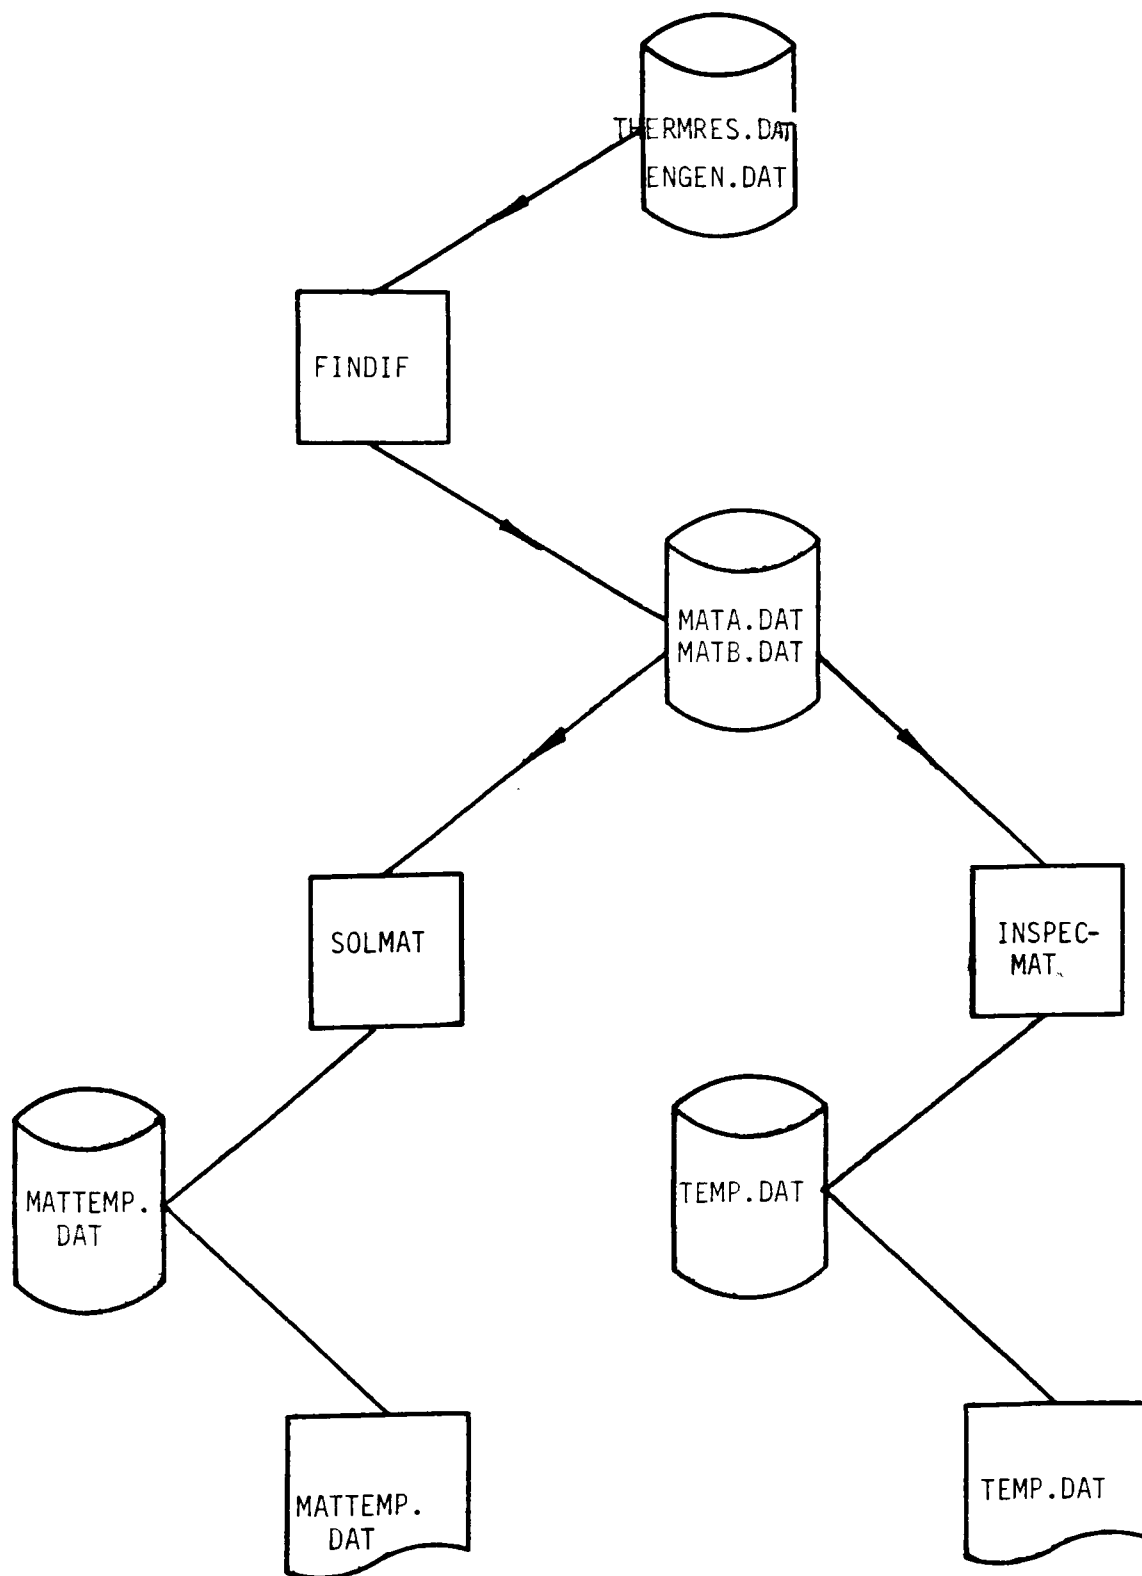 THERMRES.DAT
ENGEN.DAT
FINDIF
MATA.DAT
MATB.DAT
SOLMAT
INSPEC-
MAT
MATTEMP.
DAT
TEMP.DAT
MATTEMP.
DAT
TEMP.DAT